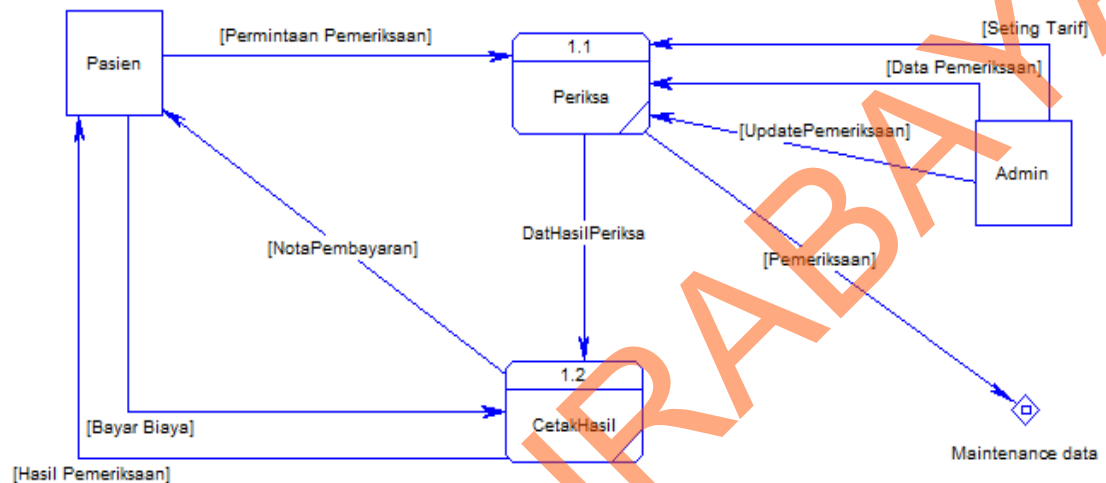 [Permintaan Pemeriksaan]
[Seting Tarif]
Pasien
1.1
Periksa
[Data Pemeriksaan]
[UpdatePemeriksaan]
Admin
[NotaPembayaran]
DatHasilPeriksa
[Pemeriksaan]
1.2
CetakHasil
[Bayar Biaya]
[Hasil Pemeriksaan]
Maintenance data
RABAYA